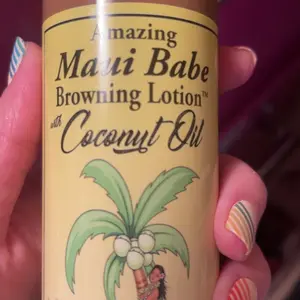 Amazing
Maui Babe
Browning Lotion™
with Coconut Oil